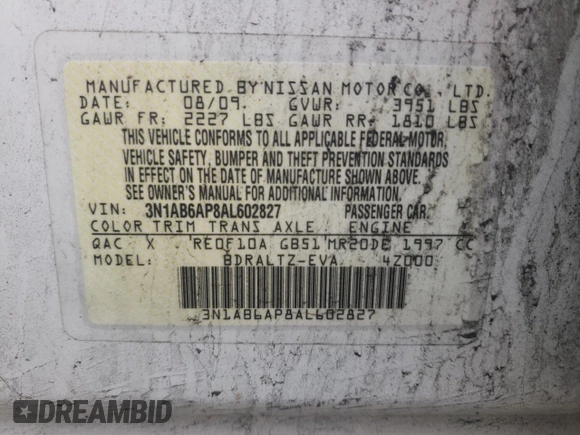 MANUFACTURED BY NISSAN MOTOR CO., LTD.
DATE: 08/09. GVWR: 3951 LBS
GAWR FR: 2227 LBS GAWR RR: 1810 LBS
THIS VEHICLE CONFORMS TO ALL APPLICABLE FEDERAL MOTOR
VEHICLE SAFETY, BUMPER AND THEFT PREVENTION STANDARDS
IN EFFECT ON THE DATE OF MANUFACTURE SHOWN ABOVE.
SEE OWNER'S MANUAL FOR ADDITIONAL INFORMATION.
VIN: 3N1AB6AP8AL602827 PASSENGER CAR.
COLOR TRIM TRANS AXLE ENGINE
QAC X RE0F10A GB51 MR20DE 1997 CC
MODEL: BDRALTZ-EVA 4Z000
3N1AB6AP8AL602827
DREAMBID